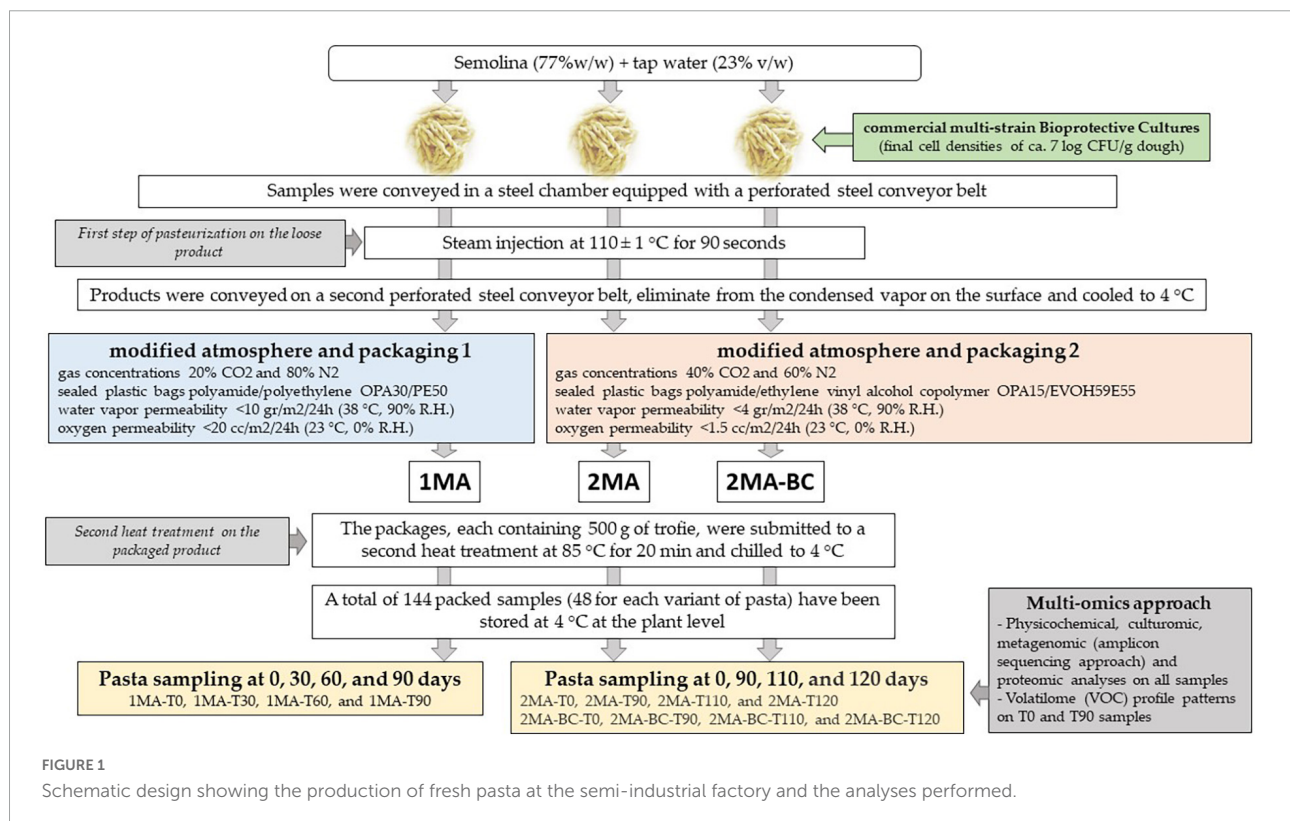 Semolina (77%w/w) + tap water (23% v/w)
commercial multi-strain Bioprotective Cultures
(final cell densities of ca. 7 log CFU/g dough)
Samples were conveyed in a steel chamber equipped with a perforated steel conveyor belt
First step of pasteurization on the loose
product
Steam injection at 110 ± 1 °C for 90 seconds
Products were conveyed on a second perforated steel conveyor belt, eliminate from the condensed vapor on the surface and cooled to 4 °C
modified atmosphere and packaging 1
gas concentrations 20% CO2 and 80% N2
sealed plastic bags polyamide/polyethylene OPA30/PE50
water vapor permeability <10 gr/m2/24h (38 °C, 90% R.H.)
oxygen permeability <20 cc/m2/24h (23 °C, 0% R.H.)
modified atmosphere and packaging 2
gas concentrations 40% CO2 and 60% N2
sealed plastic bags polyamide/ethylene vinyl alcohol copolymer OPA15/EVOH59E55
water vapor permeability <4 gr/m2/24h (38 °C, 90% R.H.)
oxygen permeability <1.5 cc/m2/24h (23 °C, 0% R.H.)
1MA
2MA
2MA-BC
Second heat treatment on the
packaged product
The packages, each containing 500 g of trofie, were submitted to a
second heat treatment at 85 °C for 20 min and chilled to 4 °C
A total of 144 packed samples (48 for each variant of pasta) have been
stored at 4 °C at the plant level
Multi-omics approach
- Physicochemical, culturomic,
metagenomic (amplicon
sequencing approach) and
proteomic analyses on all samples
- Volatilome (VOC) profile patterns
on T0 and T90 samples
Pasta sampling at 0, 30, 60, and 90 days
1MA-T0, 1MA-T30, 1MA-T60, and 1MA-T90
Pasta sampling at 0, 90, 110, and 120 days
2MA-T0, 2MA-T90, 2MA-T110, and 2MA-T120
2MA-BC-T0, 2MA-BC-T90, 2MA-BC-T110, and 2MA-BC-T120
FIGURE 1
Schematic design showing the production of fresh pasta at the semi-industrial factory and the analyses performed.